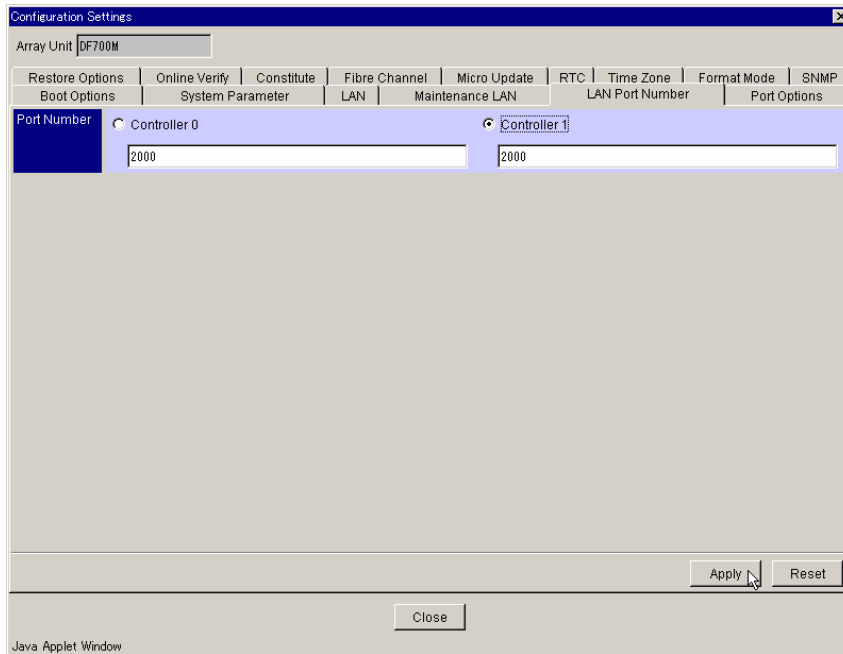 Configuration Settings
Array Unit DF700M
Restore Options Online Verify Constitute Fibre Channel Micro Update RTC Time Zone Format Mode SNMP
Boot Options System Parameter LAN Maintenance LAN LAN Port Number Port Options
Port Number Controller 0 Controller 1
2000 2000
Apply Reset
Close
Java Applet Window